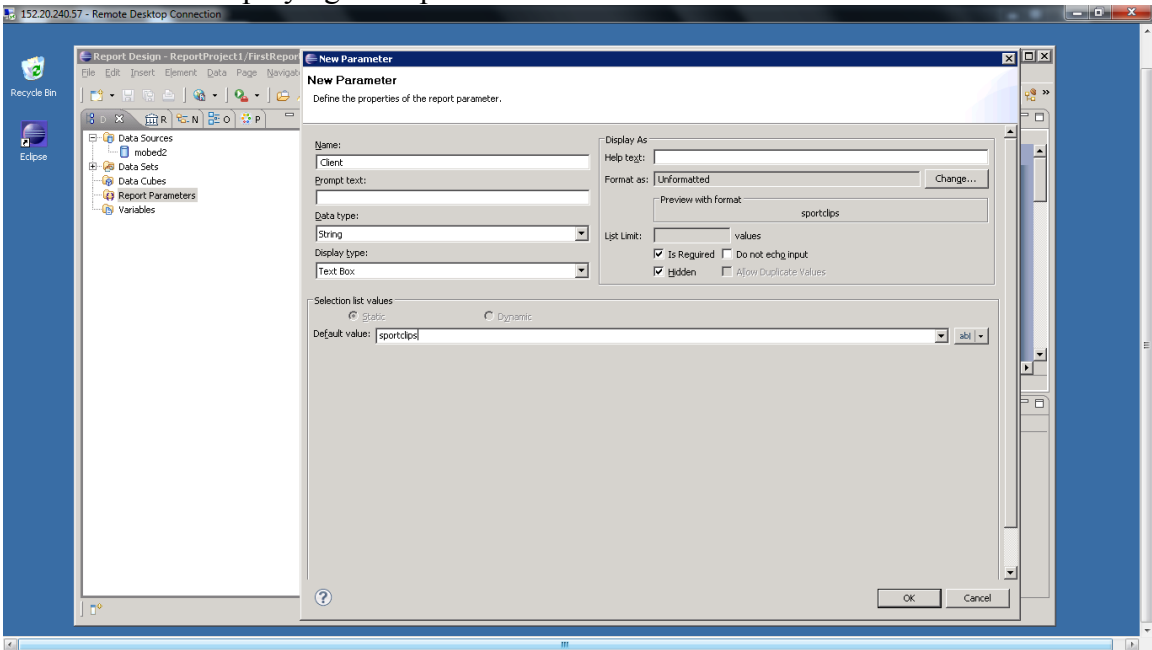 152.20.240.57 - Remote Desktop Connection
Recycle Bin
Eclipse
Report Design - ReportProject1/FirstRepor
File Edit Insert Element Data Page Navigat
D R N O P
Data Sources
mobed2
Data Sets
Data Cubes
Report Parameters
Variables
New Parameter
New Parameter
Define the properties of the report parameter.
Name:
Client
Prompt text:
Data type:
String
Display type:
Text Box
Display As
Help text:
Format as: Unformatted Change...
Preview with format
sportclips
List Limit: values
Is Required Do not echo input
Hidden Allow Duplicate Values
Selection list values
Static Dynamic
Default value: sportclips ab|
OK Cancel